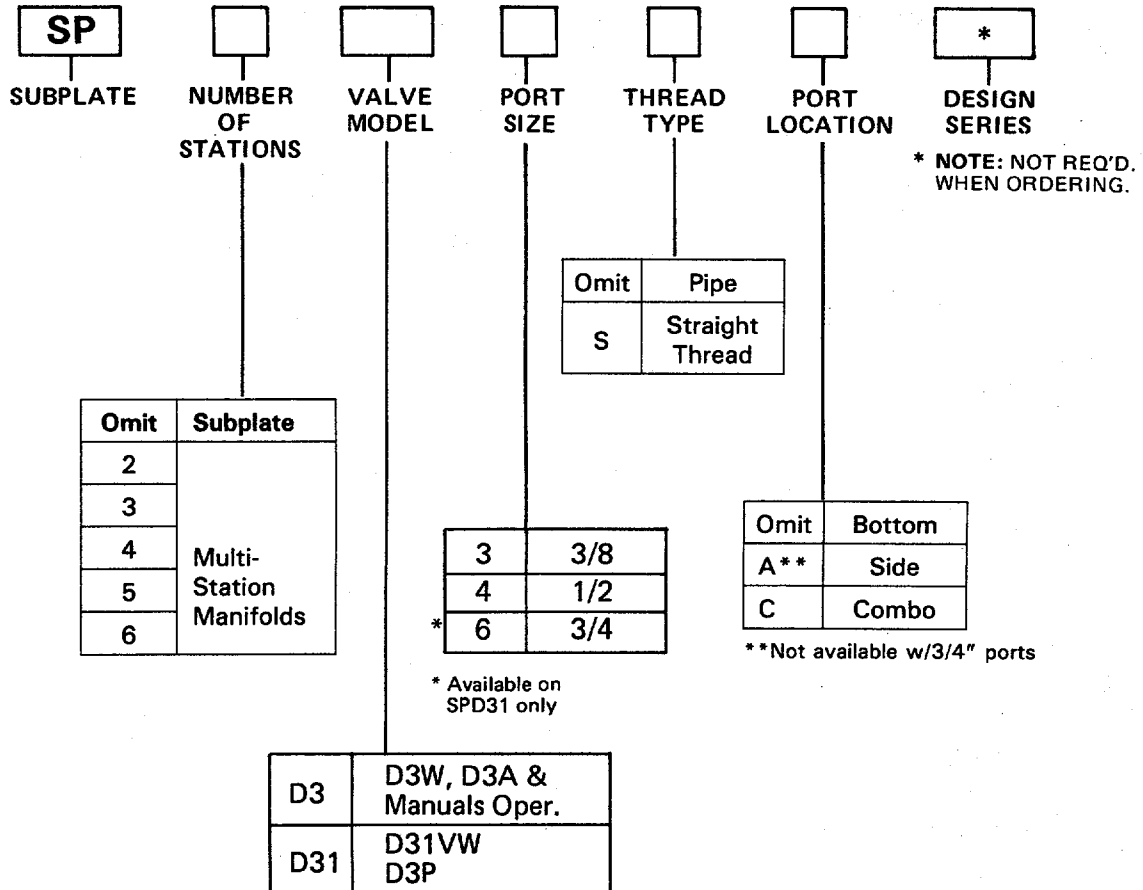 SP
*
SUBPLATE
NUMBER
OF
STATIONS
VALVE
MODEL
PORT
SIZE
THREAD
TYPE
PORT
LOCATION
DESIGN
SERIES
* NOTE: NOT REQ'D.
WHEN ORDERING.
Omit Pipe
S Straight
Thread
Omit Subplate
2
3
4
5
6
Multi-
Station
Manifolds
3 3/8
4 1/2
* 6 3/4
* Available on
SPD31 only
Omit Bottom
A** Side
C Combo
**Not available w/3/4" ports
D3 D3W, D3A &
Manuals Oper.
D31 D31VW
D3P